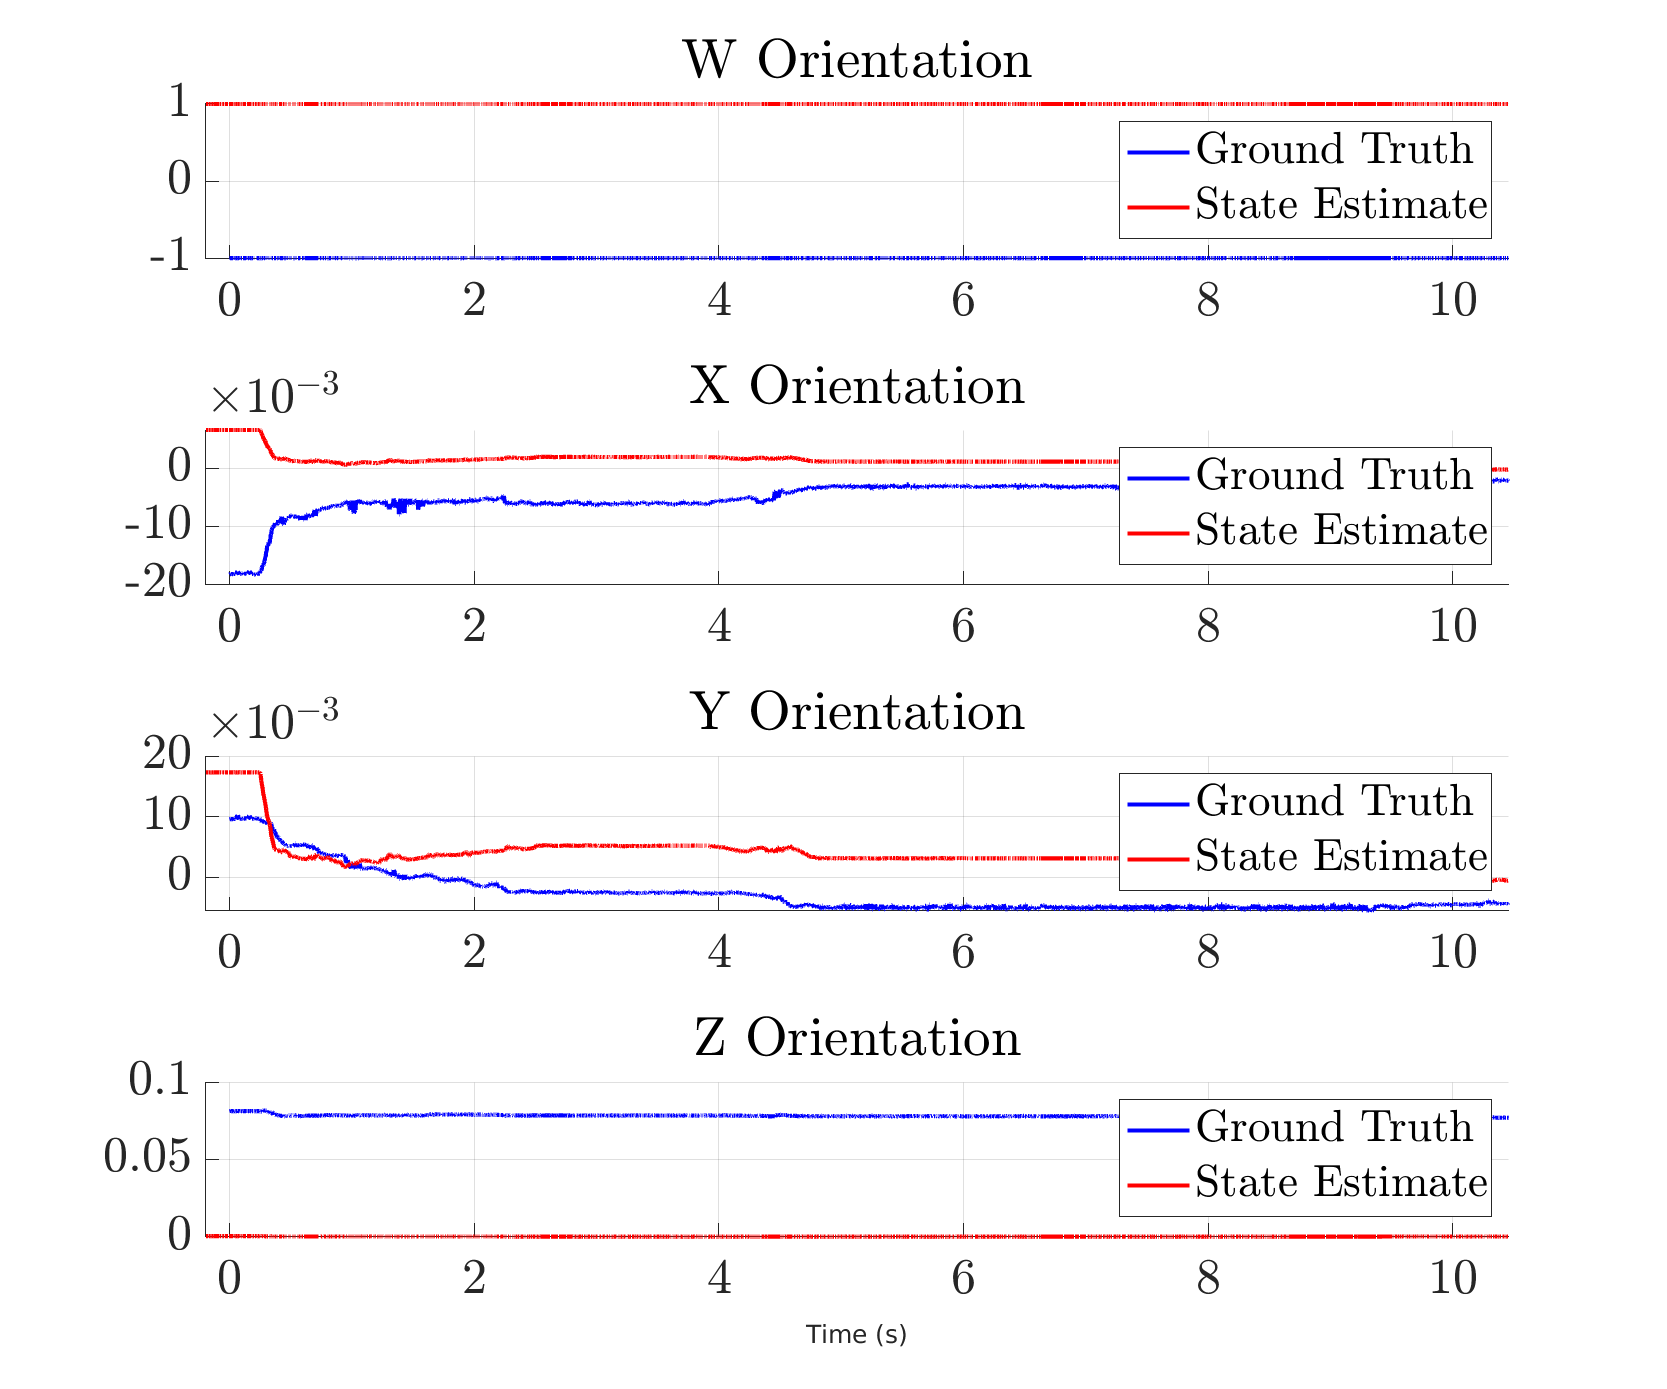 W Orientation
1
0
-1
Ground Truth
State Estimate
0 2 4 6 8 10
X Orientation
×10⁻³
0
-10
-20
Ground Truth
State Estimate
0 2 4 6 8 10
Y Orientation
×10⁻³
20
10
0
Ground Truth
State Estimate
0 2 4 6 8 10
Z Orientation
0.1
0.05
0
Ground Truth
State Estimate
0 2 4 6 8 10
Time (s)